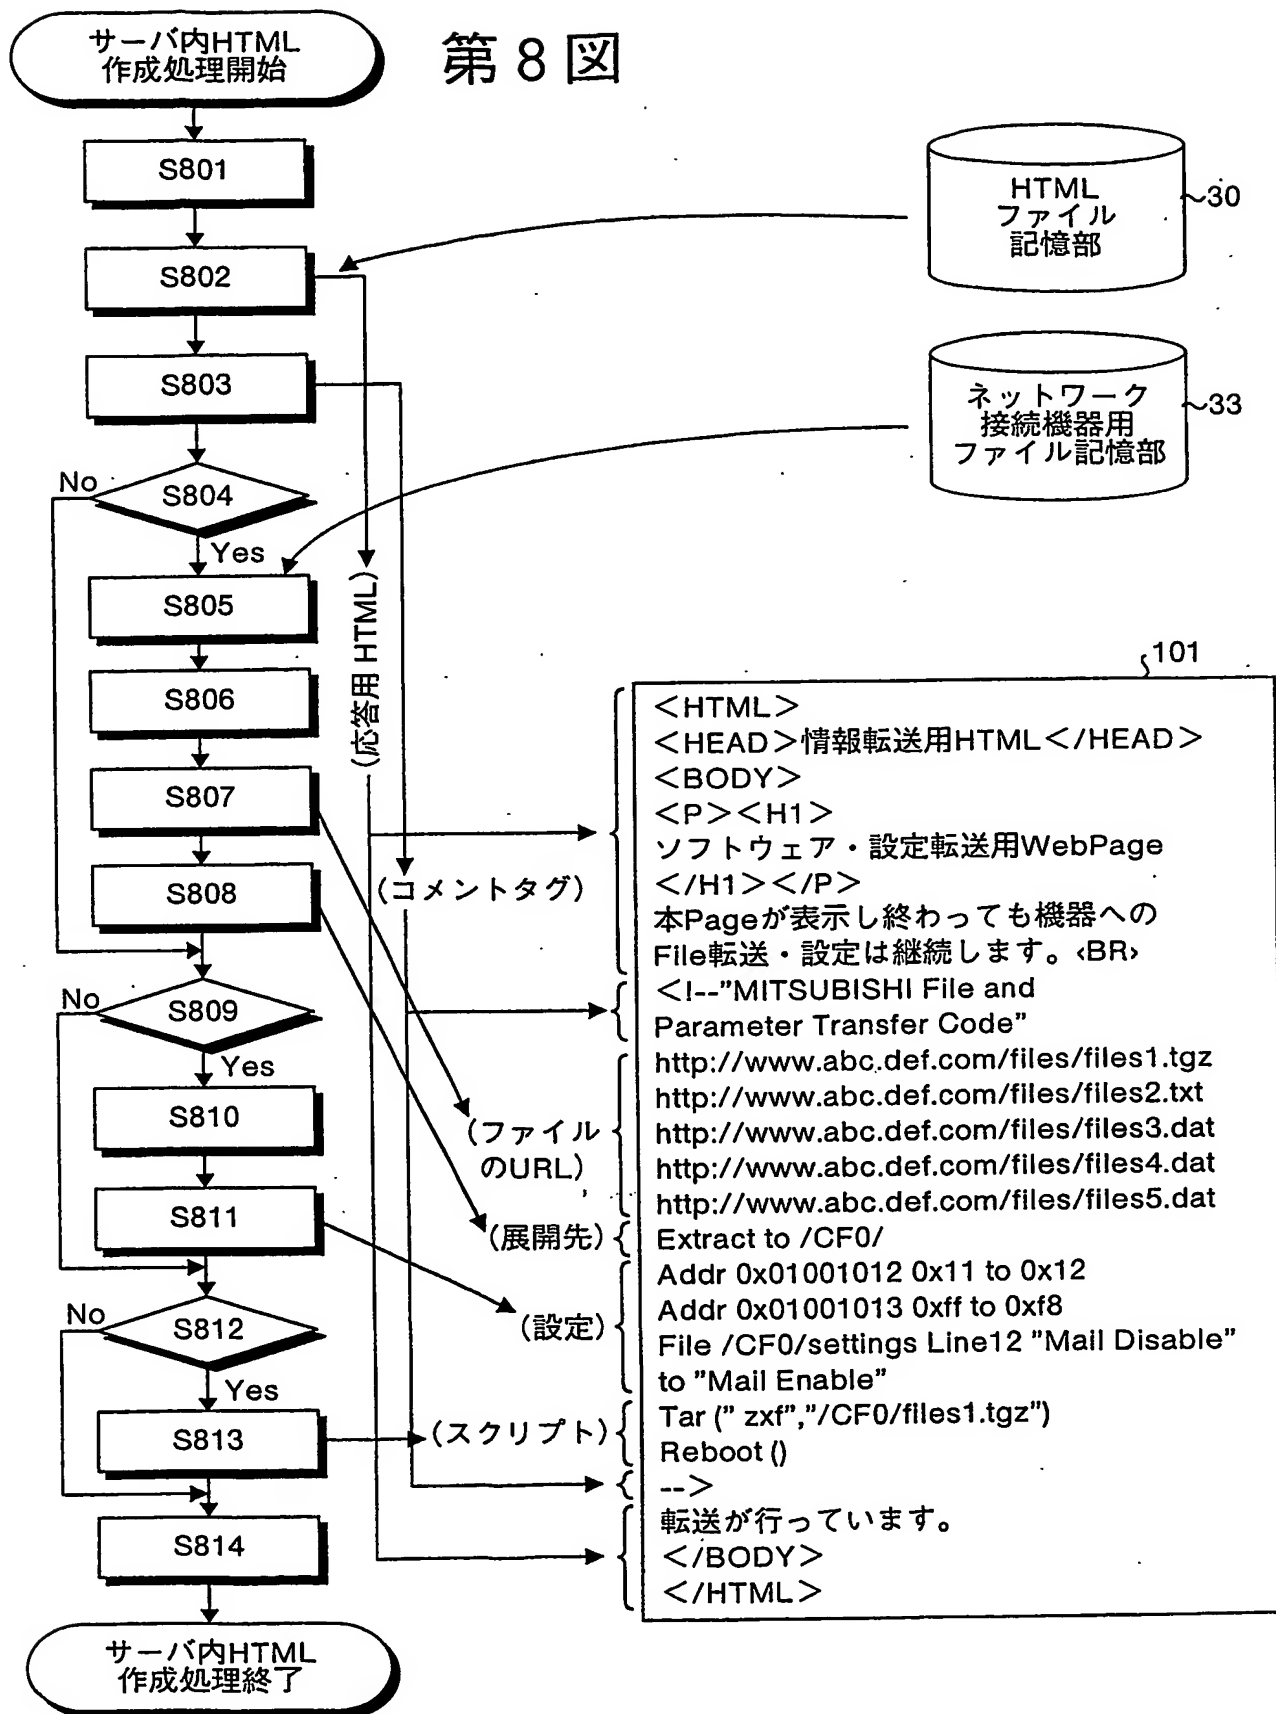 サーバ内HTML
作成処理開始
第8図
S801
S802
S803
No
S804
Yes
S805
S806
S807
S808
No
S809
Yes
S810
S811
No
S812
Yes
S813
S814
サーバ内HTML
作成処理終了
HTML
ファイル
記憶部
30
ネットワーク
接続機器用
ファイル記憶部
33
(応答用 HTML)
(コメントタグ)
(ファイル
のURL)
(展開先)
(設定)
(スクリプト)
101
<HTML>
<HEAD>情報転送用HTML</HEAD>
<BODY>
<P><H1>
ソフトウェア・設定転送用WebPage
</H1></P>
本Pageが表示し終わっても機器への
File転送・設定は継続します。<BR>
<!--"MITSUBISHI File and
Parameter Transfer Code"
http://www.abc.def.com/files/files1.tgz
http://www.abc.def.com/files/files2.txt
http://www.abc.def.com/files/files3.dat
http://www.abc.def.com/files/files4.dat
http://www.abc.def.com/files/files5.dat
Extract to /CF0/
Addr 0x01001012 0x11 to 0x12
Addr 0x01001013 0xff to 0xf8
File /CF0/settings Line12 "Mail Disable"
to "Mail Enable"
Tar (" zxf","/CF0/files1.tgz")
Reboot ()
-->
転送が行っています。
</BODY>
</HTML>